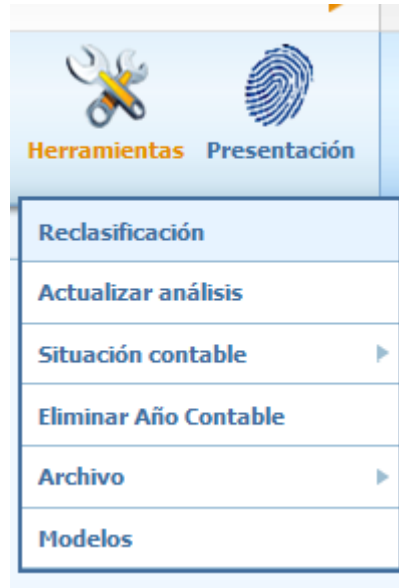 Herramientas Presentación
Reclasificación
Actualizar análisis
Situación contable
Eliminar Año Contable
Archivo
Modelos